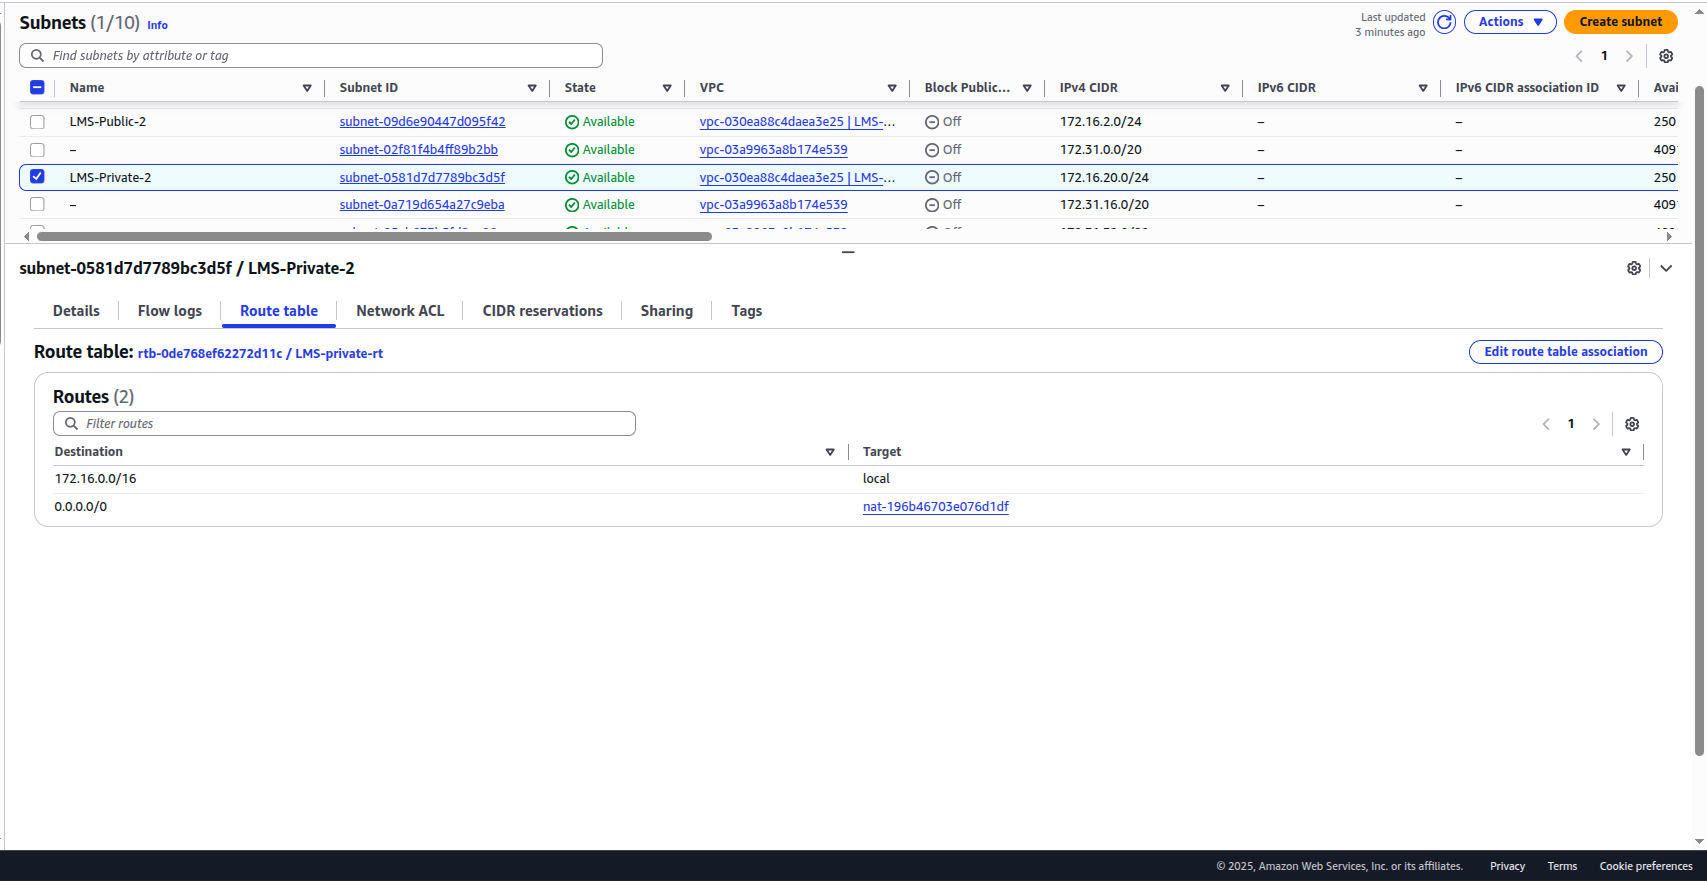 Subnets (1/10) Info
Last updated
3 minutes ago
Actions
Create subnet
Find subnets by attribute or tag
1
Name Subnet ID State VPC Block Public... IPv4 CIDR IPv6 CIDR IPv6 CIDR association ID Avai
LMS-Public-2 subnet-09d6e90447d095f42 Available vpc-030ea88c4daea3e25 | LMS-... Off 172.16.2.0/24 – – 250
– subnet-02f81f4b4ff89b2bb Available vpc-03a9963a8b174e539 Off 172.31.0.0/20 – – 409
LMS-Private-2 subnet-0581d7d7789bc3d5f Available vpc-030ea88c4daea3e25 | LMS-... Off 172.16.20.0/24 – – 250
– subnet-0a719d654a27c9eba Available vpc-03a9963a8b174e539 Off 172.31.16.0/20 – – 409
subnet-0581d7d7789bc3d5f / LMS-Private-2
Details Flow logs Route table Network ACL CIDR reservations Sharing Tags
Route table: rtb-0de768ef62272d11c / LMS-private-rt
Edit route table association
Routes (2)
Filter routes
1
Destination Target
172.16.0.0/16 local
0.0.0.0/0 nat-196b46703e076d1df
© 2025, Amazon Web Services, Inc. or its affiliates. Privacy Terms Cookie preferences